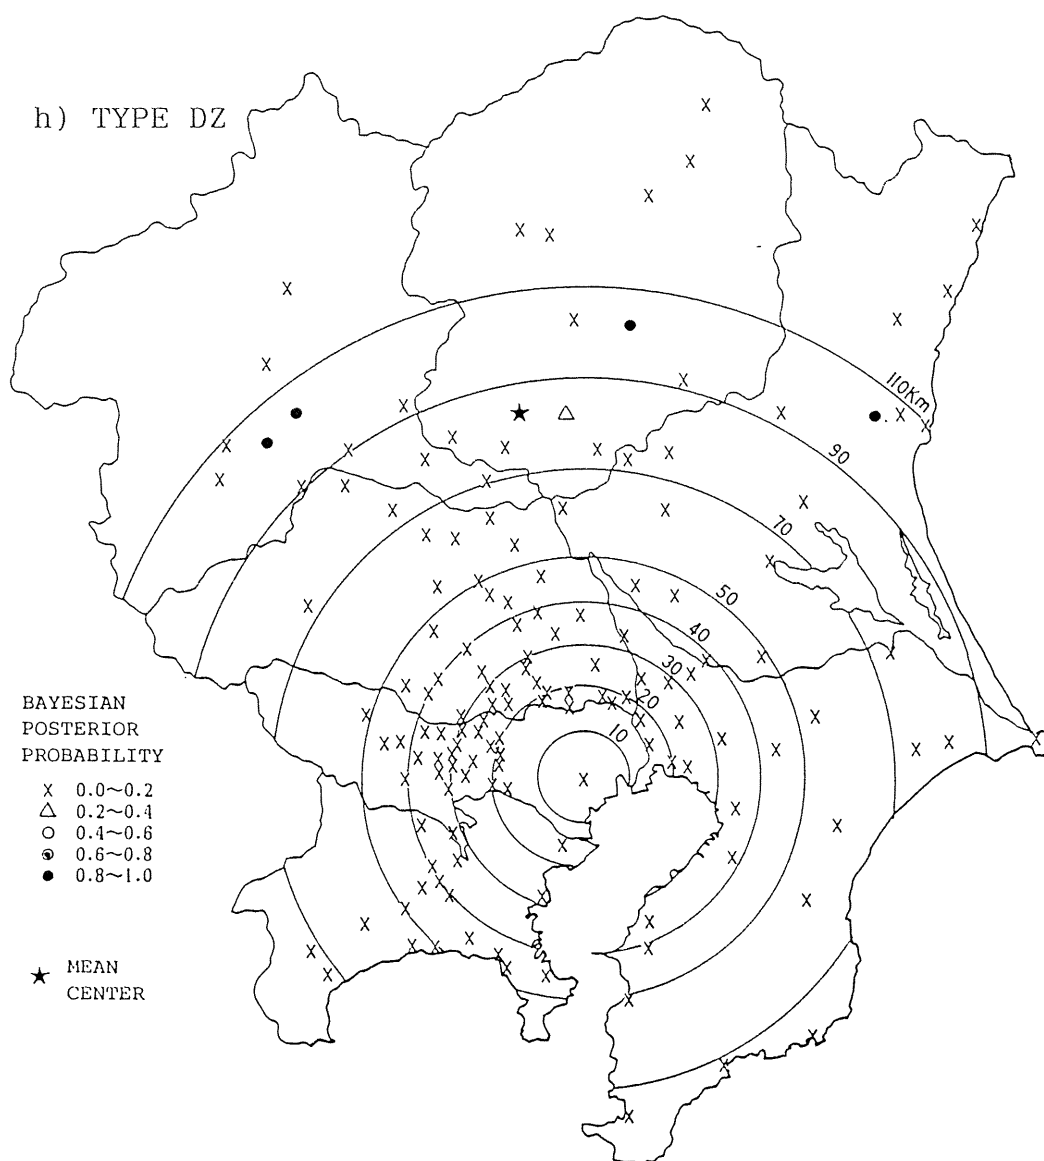 h) TYPE DZ
110Km
90
70
50
40
30
20
10
BAYESIAN
POSTERIOR
PROBABILITY
X 0.0~0.2
△ 0.2~0.4
○ 0.4~0.6
0.6~0.8
● 0.8~1.0
★ MEAN
CENTER